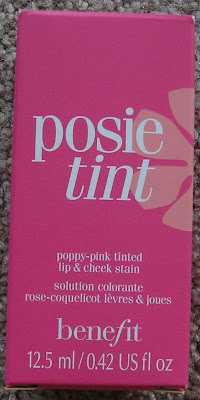 posie
tint
poppy-pink tinted
lip & cheek stain
solution colorante
rose-coquelicot lèvres & joues
benefit
12.5 ml/0.42 US fl oz